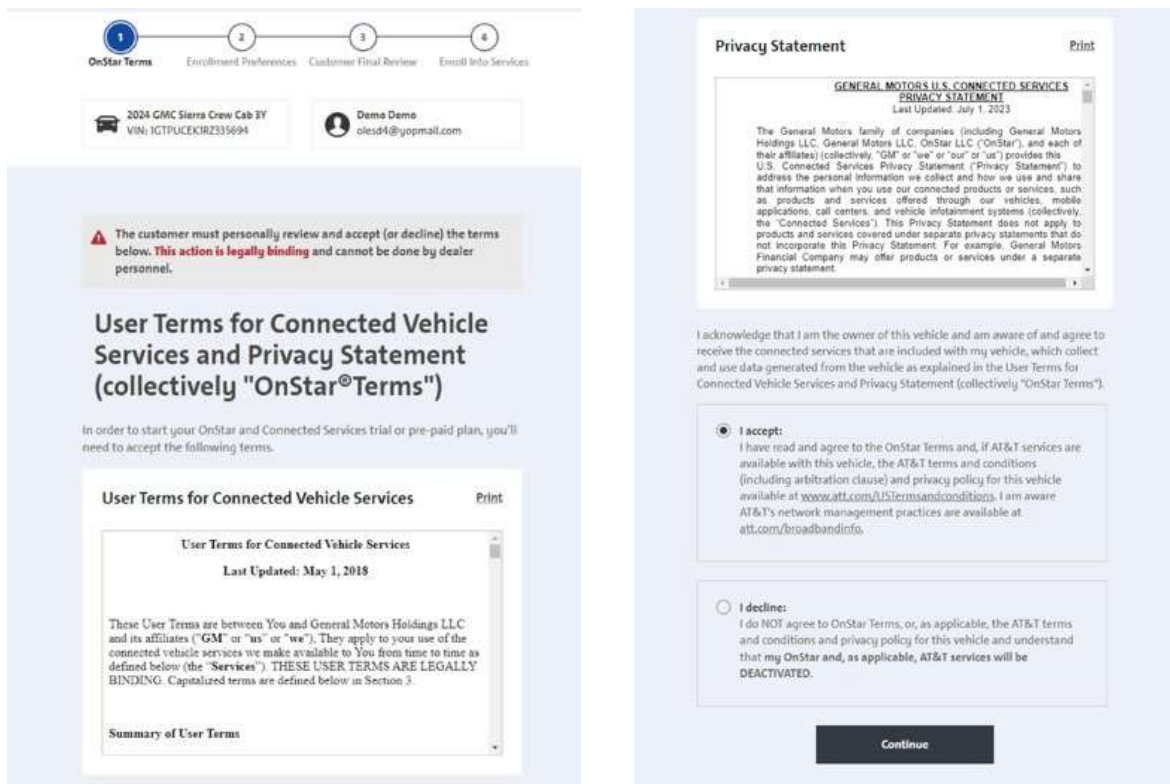 1 2 3 4
OnStar Terms Enrollment Preferences Customer Final Review Enroll Into Services
2024 GMC Sierra Crew Cab 3Y
VIN:
Demo Demo
olesd4@yopmail.com
The customer must personally review and accept (or decline) the terms
below. This action is legally binding and cannot be done by dealer
personnel.
User Terms for Connected Vehicle
Services and Privacy Statement
(collectively "OnStar®Terms")
In order to start your OnStar and Connected Services trial or pre-paid plan, you'll
need to accept the following terms.
User Terms for Connected Vehicle Services Print
User Terms for Connected Vehicle Services
Last Updated: May 1, 2018
These User Terms are between You and General Motors Holdings LLC
and its affiliates ("GM" or "us" or "we"). They apply to your use of the
connected vehicle services we make available to You from time to time as
defined below (the "Services"). THESE USER TERMS ARE LEGALLY
BINDING. Capitalized terms are defined below in Section 3.
Summary of User Terms
Privacy Statement Print
GENERAL MOTORS U.S. CONNECTED SERVICES
PRIVACY STATEMENT
Last Updated: July 1, 2023
The General Motors family of companies (including General Motors
Holdings LLC, General Motors LLC, OnStar LLC ("OnStar"), and each of
their affiliates) (collectively, "GM" or "we" or "our" or "us") provides this
U.S. Connected Services Privacy Statement ("Privacy Statement") to
address the personal information we collect and how we use and share
that information when you use our connected products or services, such
as products and services offered through our vehicles, mobile
applications, call centers, and vehicle infotainment systems (collectively,
the "Connected Services"). This Privacy Statement does not apply to
products and services covered under separate privacy statements that do
not incorporate this Privacy Statement. For example, General Motors
Financial Company may offer products or services under a separate
privacy statement.
I acknowledge that I am the owner of this vehicle and am aware of and agree to
receive the connected services that are included with my vehicle, which collect
and use data generated from the vehicle as explained in the User Terms for
Connected Vehicle Services and Privacy Statement (collectively "OnStar Terms").
I accept:
I have read and agree to the OnStar Terms and, if AT&T services are
available with this vehicle, the AT&T terms and conditions
(including arbitration clause) and privacy policy for this vehicle
available at www.att.com/USTermsandconditions. I am aware
AT&T's network management practices are available at
att.com/broadbandinfo.
I decline:
I do NOT agree to OnStar Terms, or, as applicable, the AT&T terms
and conditions and privacy policy for this vehicle and understand
that my OnStar and, as applicable, AT&T services will be
DEACTIVATED.
Continue